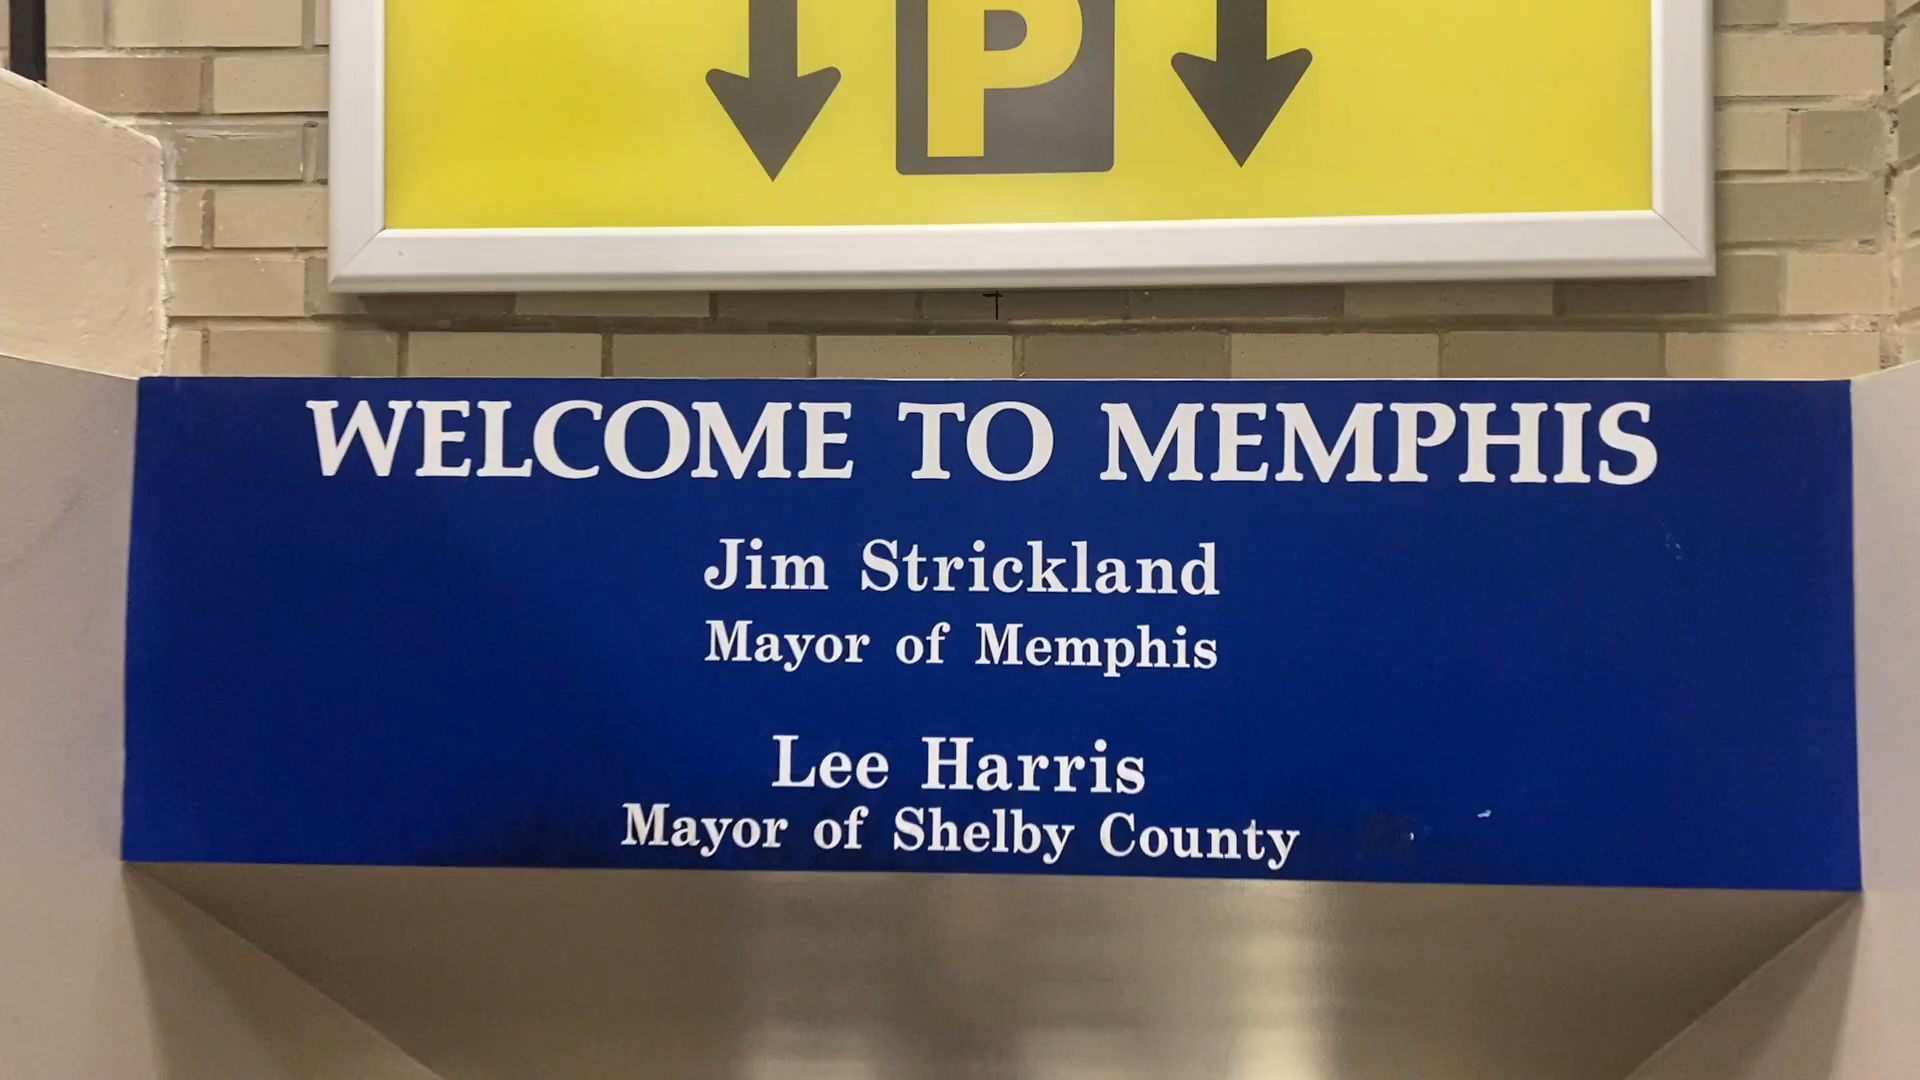 P
WELCOME TO MEMPHIS
Jim Strickland
Mayor of Memphis
Lee Harris
Mayor of Shelby County